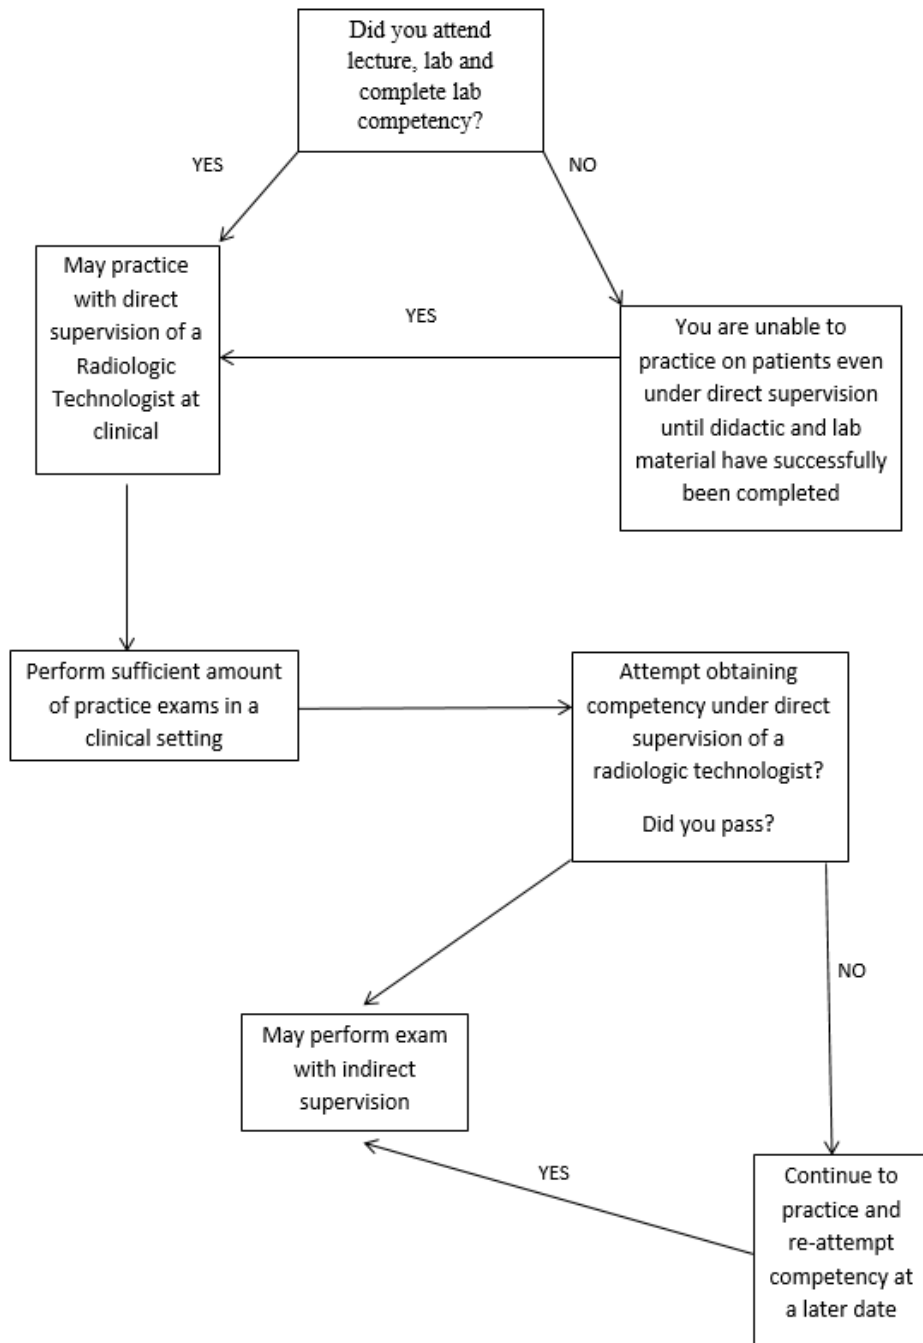 Did you attend
lecture, lab and
complete lab
competency?
YES
NO
May practice
with direct
supervision of a
Radiologic
Technologist at
clinical
YES
You are unable to
practice on patients even
under direct supervision
until didactic and lab
material have successfully
been completed
Perform sufficient amount
of practice exams in a
clinical setting
Attempt obtaining
competency under direct
supervision of a
radiologic technologist?
Did you pass?
NO
May perform exam
with indirect
supervision
YES
Continue to
practice and
re-attempt
competency at
a later date